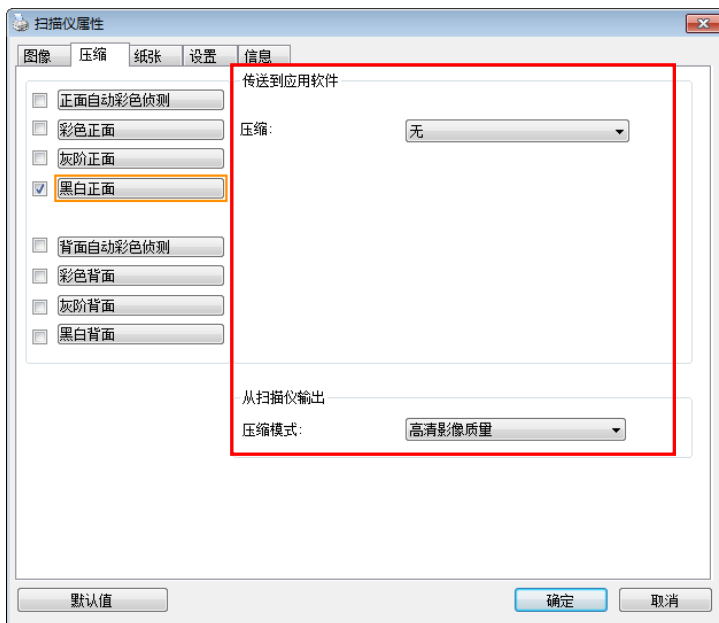 扫描仪属性
图像 压缩 纸张 设置 信息
传送到应用软件
正面自动彩色侦测
彩色正面
压缩: 无
灰阶正面
黑白正面
背面自动彩色侦测
彩色背面
灰阶背面
黑白背面
从扫描仪输出
压缩模式: 高清影像质量
默认值 确定 取消